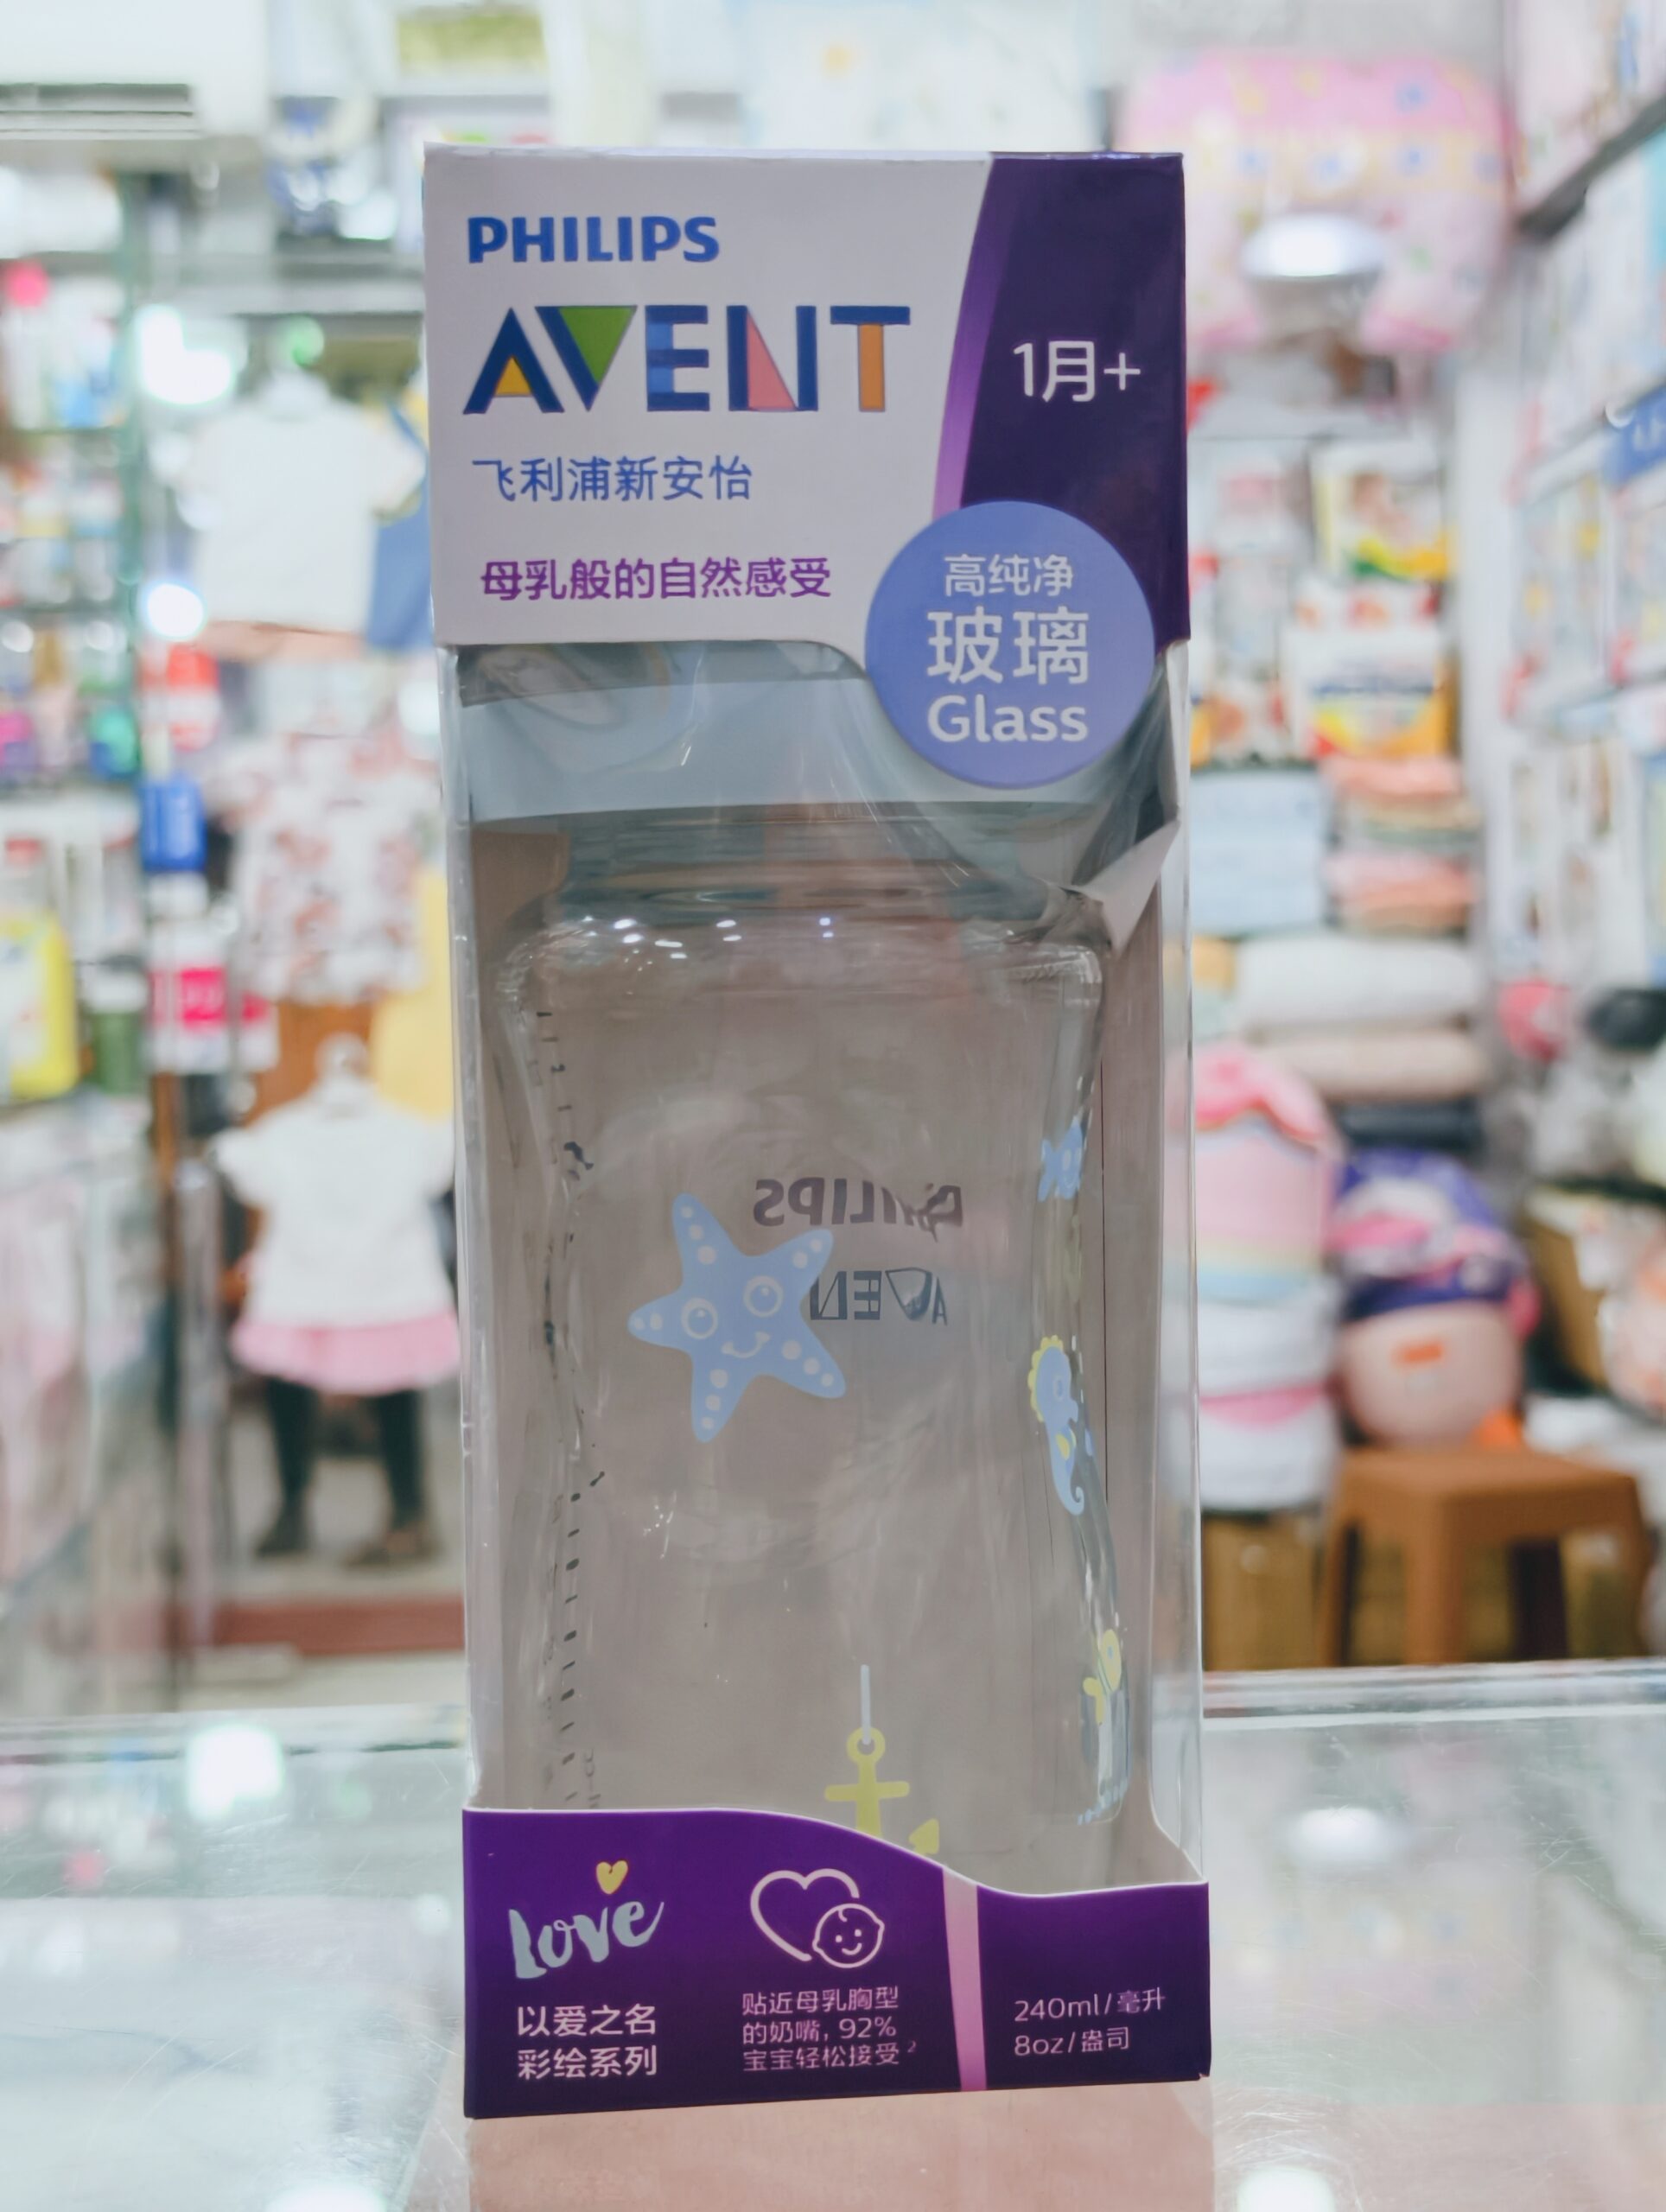 PHILIPS
AVENT
1月+
飞利浦新安怡
母乳般的自然感受
高纯净
玻璃
Glass
PHILIPS
AVEN
Love
以爱之名
彩绘系列
贴近母乳胸型
的奶嘴，92%
宝宝轻松接受²
240ml/毫升
8oz/盎司